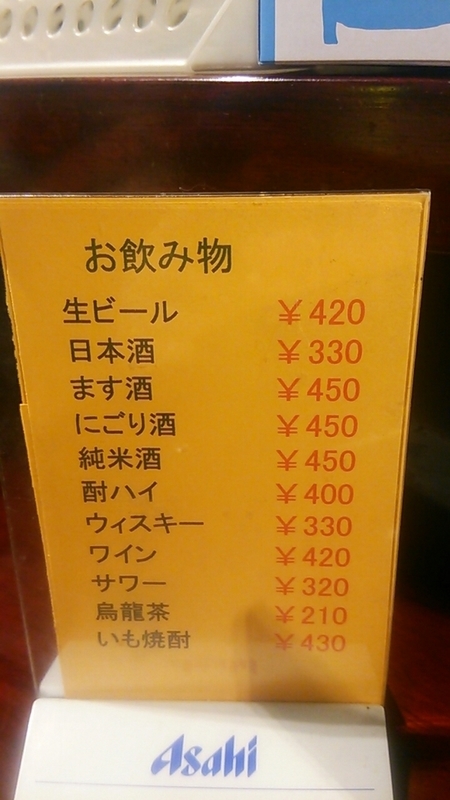 お飲み物
生ビール ￥420
日本酒 ￥330
ます酒 ￥450
にごり酒 ￥450
純米酒 ￥450
酎ハイ ￥400
ウィスキー ￥330
ワイン ￥420
サワー ￥320
烏龍茶 ￥210
いも焼酎 ￥430
Asahi